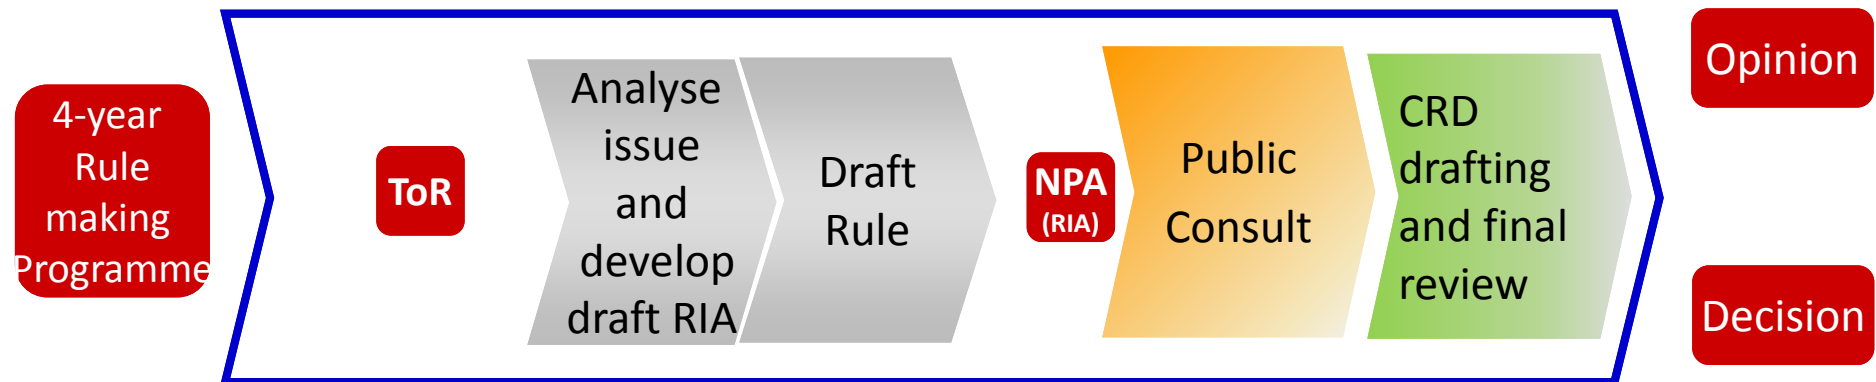 4-year
Rule
making
Programme
ToR
Analyse
issue
and
develop
draft RIA
Draft
Rule
NPA
(RIA)
Public
Consult
CRD
drafting
and final
review
Opinion
Decision